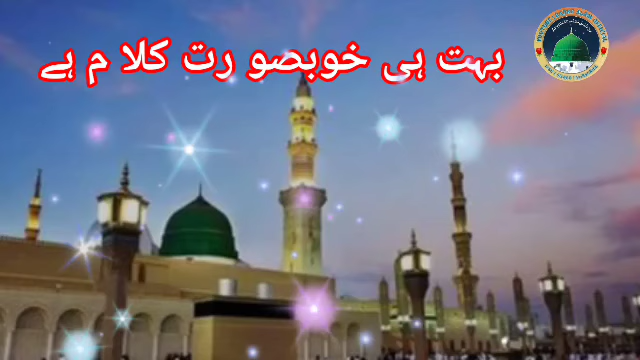 بہت ہی خوبصو رت کلا م ہے